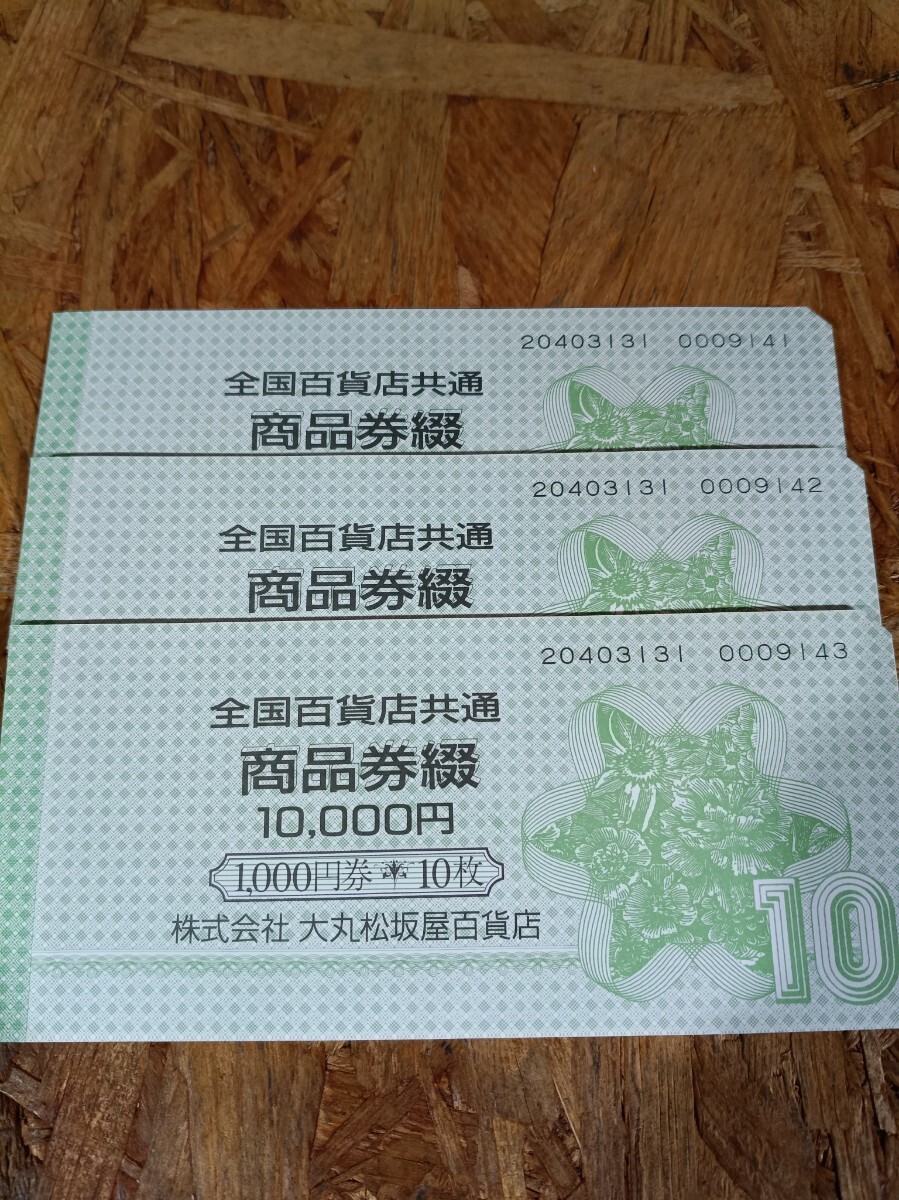 20403131 0009141
全国百貨店共通
商品券綴
20403131 0009142
全国百貨店共通
商品券綴
20403131 0009143
全国百貨店共通
商品券綴
10,000円
1,000円券 10枚
株式会社 大丸松坂屋百貨店
10